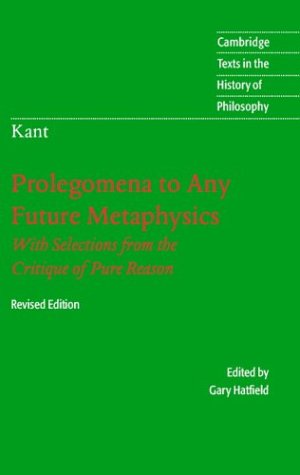 Cambridge
Texts in the
History of
Philosophy
Kant
Prolegomena to Any
Future Metaphysics
With Selections from the
Critique of Pure Reason
Revised Edition
Edited by
Gary Hatfield